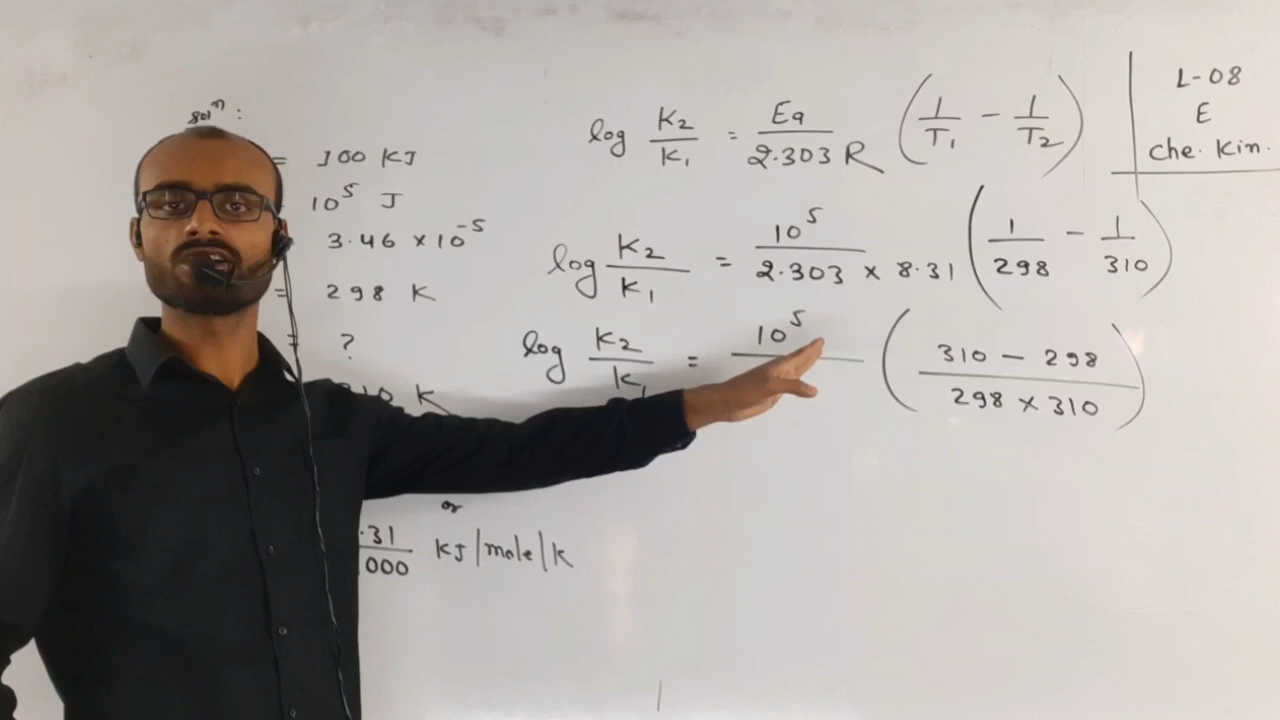 solⁿ :
= 100 KJ
10⁵ J
3.46 × 10⁻⁵
= 298 K
= ?
310 K
or
.31/000 KJ/mole/K
log K₂/K₁ = Ea/2.303 R (1/T₁ − 1/T₂)
log K₂/K₁ = 10⁵/2.303 × 8.31 (1/298 − 1/310)
log K₂/K₁ = 10⁵/ (310 − 298/298 × 310)
L-08
E
Che. Kin.